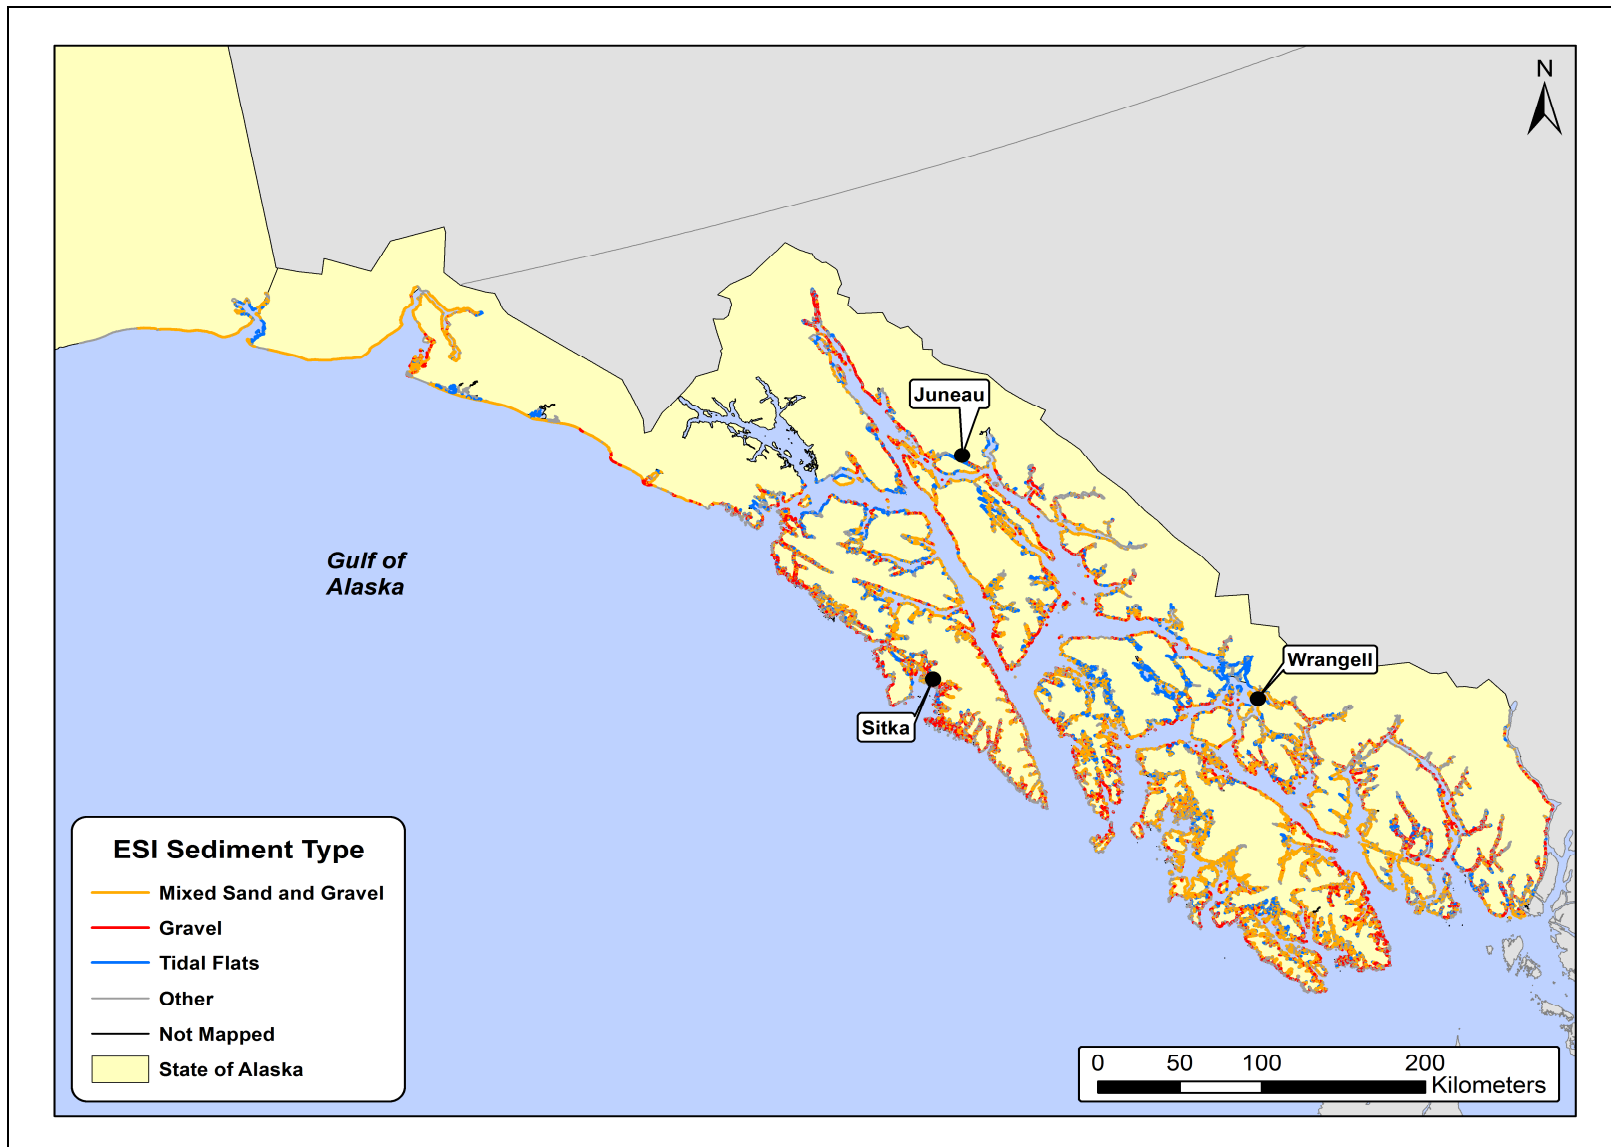 N
Juneau
Gulf of
Alaska
Wrangell
Sitka
ESI Sediment Type
Mixed Sand and Gravel
Gravel
Tidal Flats
Other
Not Mapped
State of Alaska
0 50 100 200
Kilometers